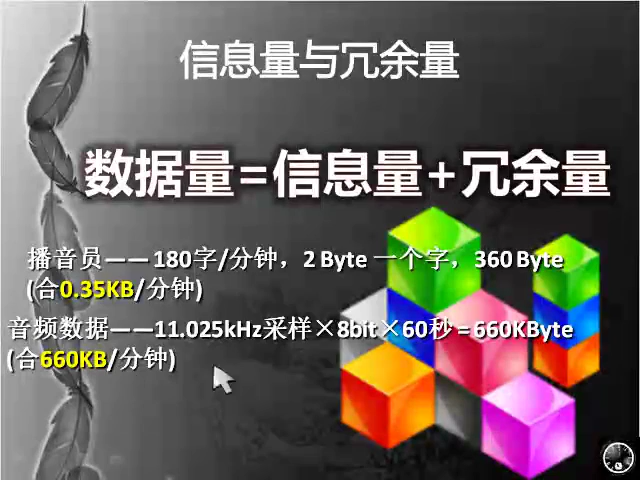 信息量与冗余量
数据量=信息量+冗余量
播音员—— 180字/分钟，2 Byte 一个字，360 Byte
(合0.35KB/分钟)
音频数据——11.025kHz采样×8bit×60秒 = 660KByte
(合660KB/分钟)